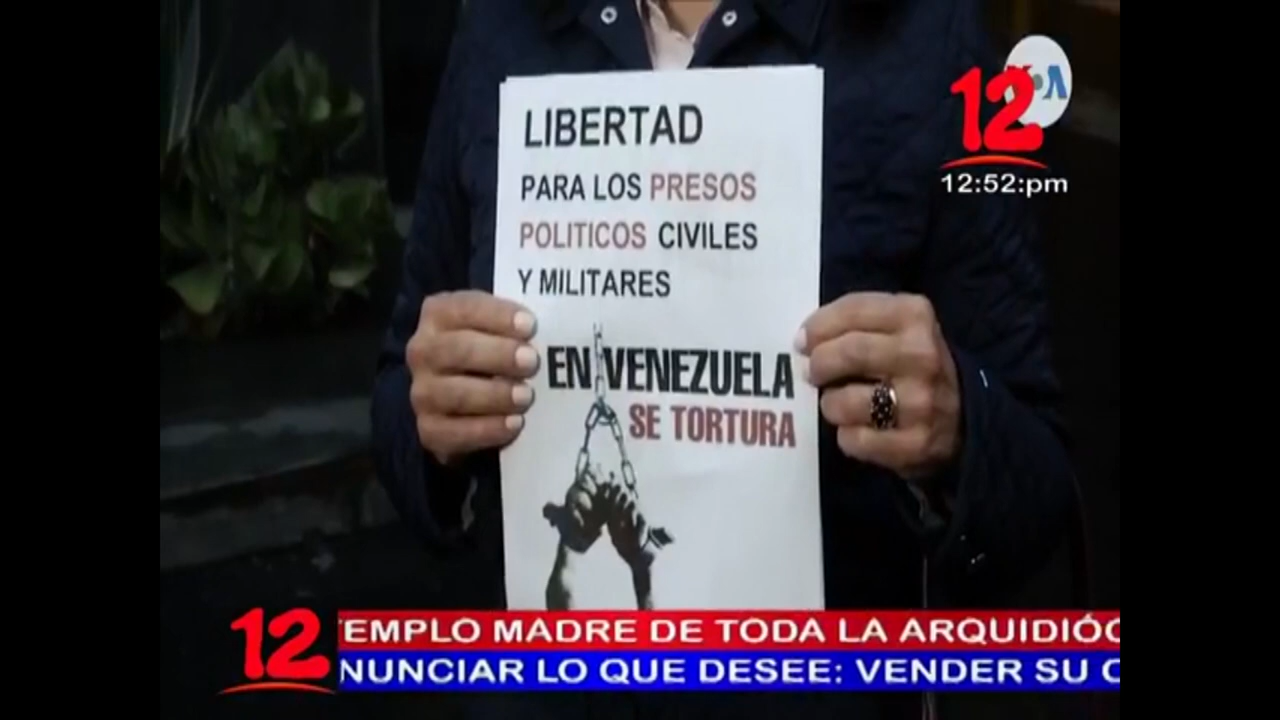 LIBERTAD
PARA LOS PRESOS
POLITICOS CIVILES
Y MILITARES
EN VENEZUELA
SE TORTURA
12
12:52:pm
12
TEMPLO MADRE DE TODA LA ARQUIDIÓC
NUNCIAR LO QUE DESEE: VENDER SU